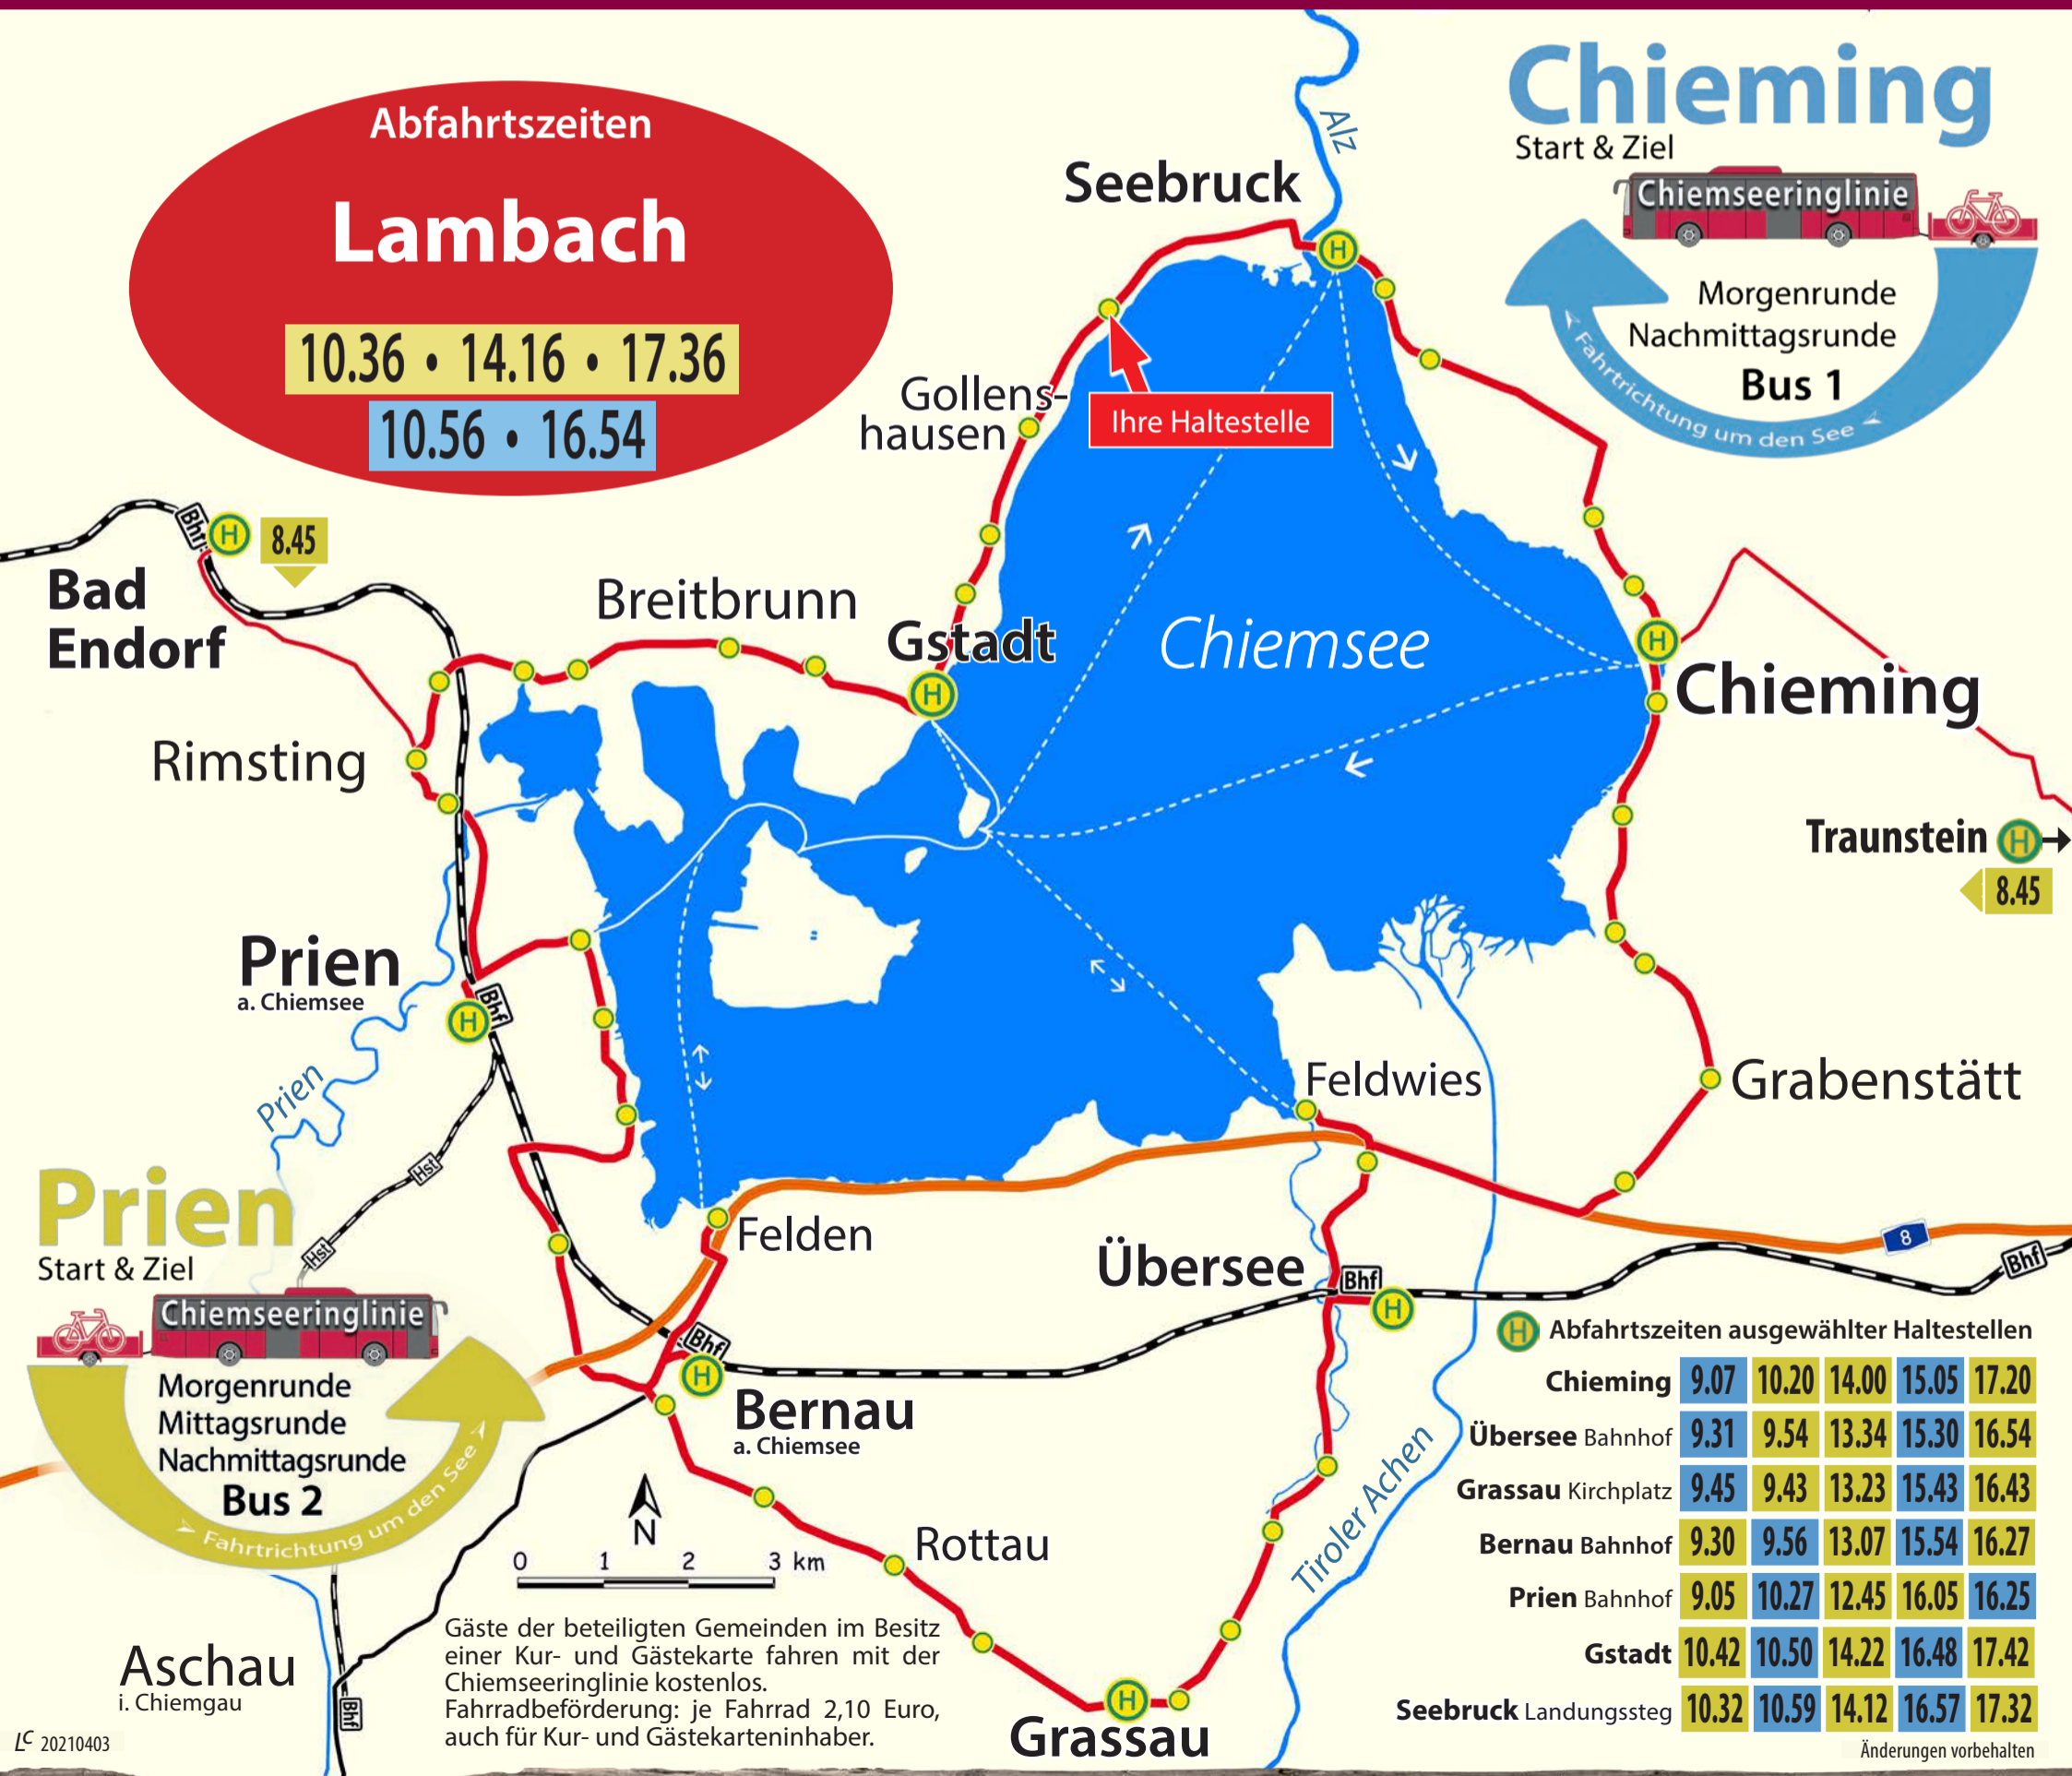 Abfahrtszeiten
Lambach
10.36 • 14.16 • 17.36
10.56 • 16.54
Chieming
Start & Ziel
Chiemseeringlinie
Morgenrunde
Nachmittagsrunde
Bus 1
Fahrtrichtung um den See
Alz
Seebruck
Gollens-
hausen
Ihre Haltestelle
Bhf
H
8.45
Bad
Endorf
Breitbrunn
Gstadt
H
Chiemsee
H
H
Chieming
Rimsting
Traunstein H
8.45
Prien
a. Chiemsee
Bhf
H
Prien
Feldwies
Grabenstätt
Hst
Hst
Felden
Übersee
Bhf
H
8
Bhf
Prien
Start & Ziel
Chiemseeringlinie
Morgenrunde
Mittagsrunde
Nachmittagsrunde
Bus 2
Fahrtrichtung um den See
Bhf
H
Bernau
a. Chiemsee
N
0 1 2 3 km
Rottau
Tiroler Achen
H
Grassau
Aschau
i. Chiemgau
Bhf
Gäste der beteiligten Gemeinden im Besitz
einer Kur- und Gästekarte fahren mit der
Chiemseeringlinie kostenlos.
Fahrradbeförderung: je Fahrrad 2,10 Euro,
auch für Kur- und Gästekarteninhaber.
H Abfahrtszeiten ausgewählter Haltestellen
Chieming 9.07 10.20 14.00 15.05 17.20
Übersee Bahnhof 9.31 9.54 13.34 15.30 16.54
Grassau Kirchplatz 9.45 9.43 13.23 15.43 16.43
Bernau Bahnhof 9.30 9.56 13.07 15.54 16.27
Prien Bahnhof 9.05 10.27 12.45 16.05 16.25
Gstadt 10.42 10.50 14.22 16.48 17.42
Seebruck Landungssteg 10.32 10.59 14.12 16.57 17.32
Änderungen vorbehalten
LC 20210403